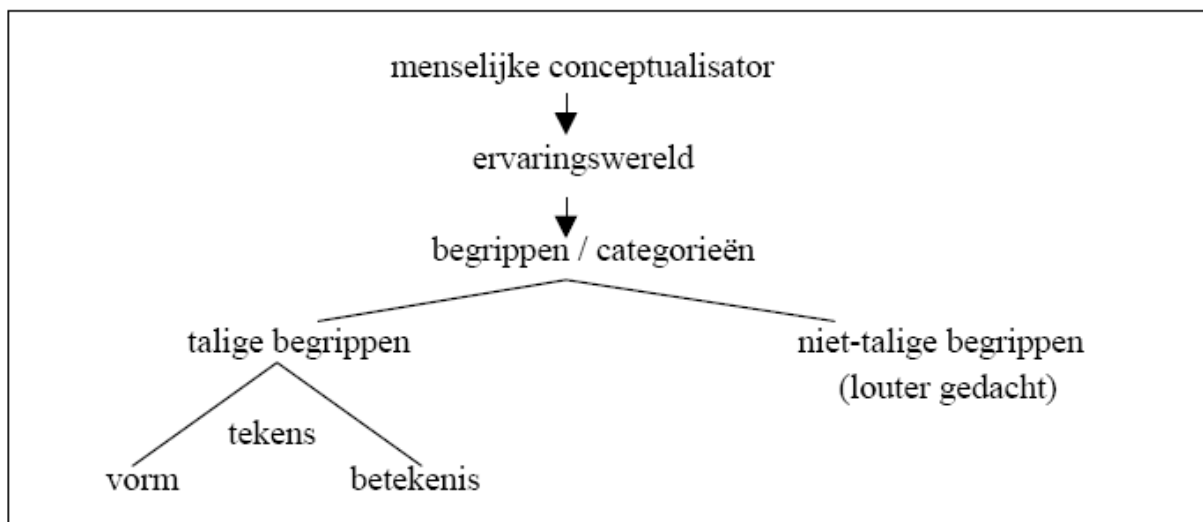 menselijke conceptualisator
ervaringswereld
begrippen / categorieën
talige begrippen
niet-talige begrippen
(louter gedacht)
tekens
vorm
betekenis